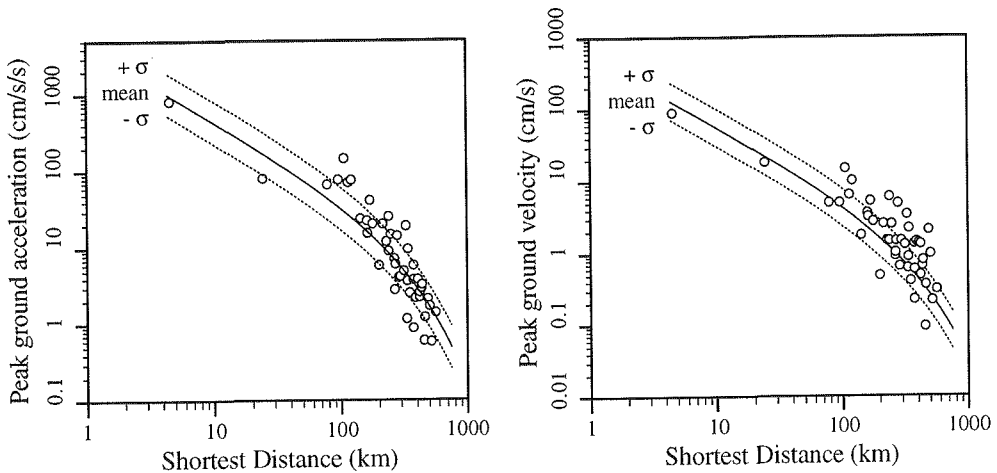 Peak ground acceleration (cm/s/s)
1000
100
10
1
0.1
+ σ
mean
- σ
1 10 100 1000
Shortest Distance (km)
Peak ground velocity (cm/s)
1000
100
10
1
0.1
0.01
+ σ
mean
- σ
1 10 100 1000
Shortest Distance (km)